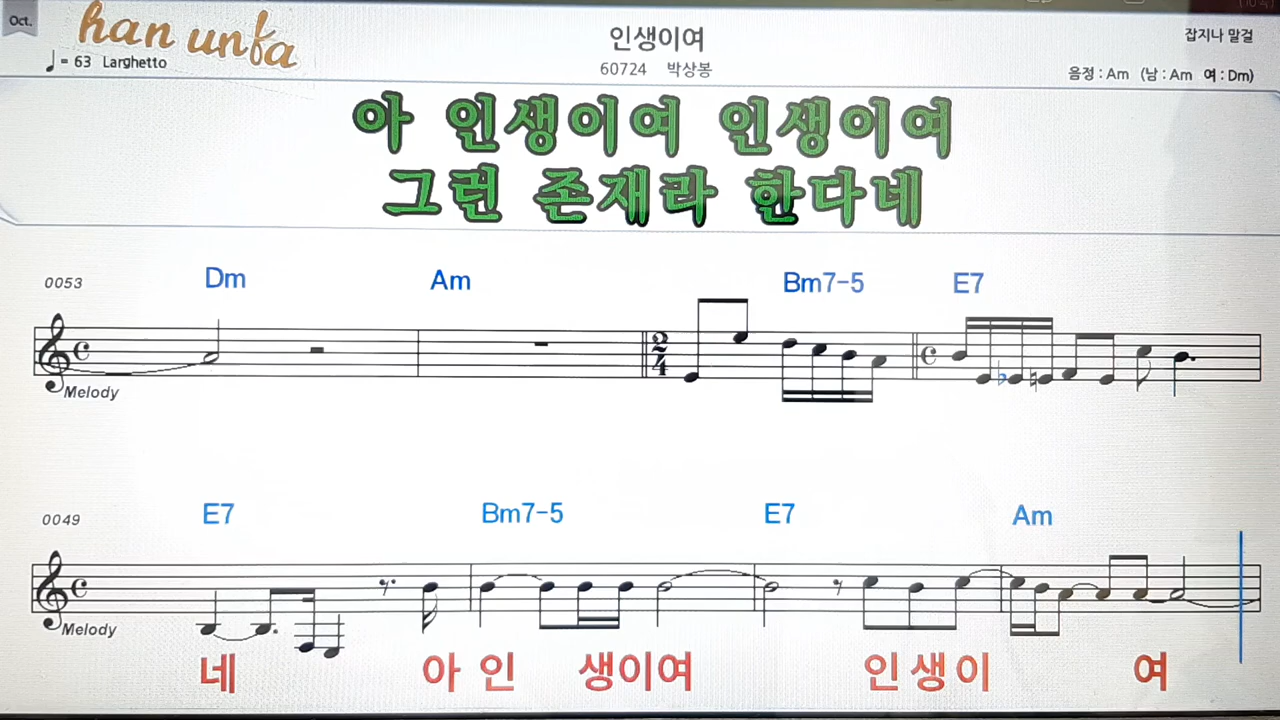 Oct.
han unfa
인생이여
잡지나 말걸
♩= 63 Larghetto
60724 박상봉
음정 : Am (남 : Am 여 : Dm)
아 인생이여 인생이여
그런 존재라 한다네
0053 Dm Am Bm7-5 E7
2
4
Melody
0049 E7 Bm7-5 E7 Am
Melody
네 아 인 생이여 인 생 이 여